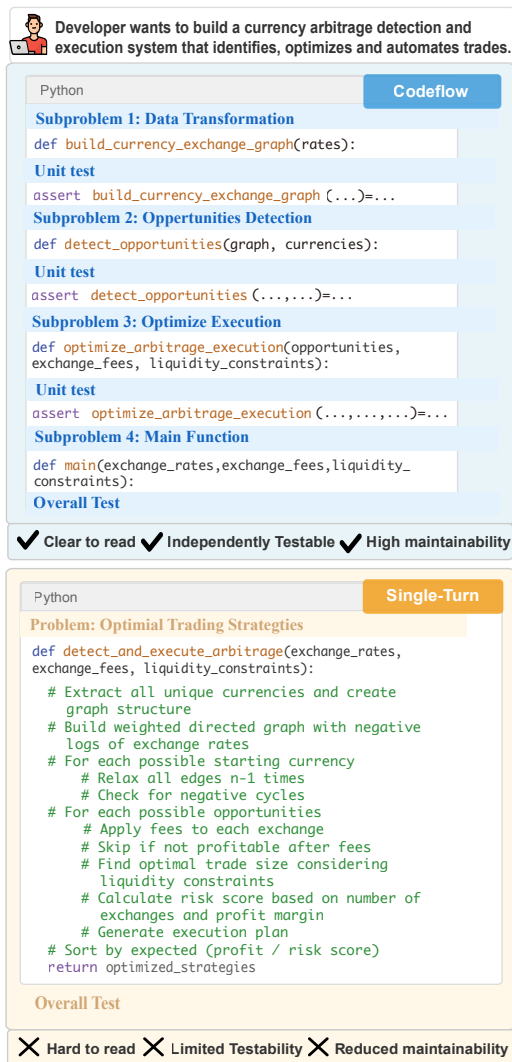 Developer wants to build a currency arbitrage detection and
execution system that identifies, optimizes and automates trades.
Python
Codeflow
Subproblem 1: Data Transformation
def build_currency_exchange_graph(rates):
Unit test
assert build_currency_exchange_graph (...)=...
Subproblem 2: Oppertunities Detection
def detect_opportunities(graph, currencies):
Unit test
assert detect_opportunities (...,...)=...
Subproblem 3: Optimize Execution
def optimize_arbitrage_execution(opportunities,
exchange_fees, liquidity_constraints):
Unit test
assert optimize_arbitrage_execution (...,...,...)=...
Subproblem 4: Main Function
def main(exchange_rates,exchange_fees,liquidity_
constraints):
Overall Test
Clear to read Independently Testable High maintainability
Python
Single-Turn
Problem: Optimial Trading Strategties
def detect_and_execute_arbitrage(exchange_rates,
exchange_fees, liquidity_constraints):
# Extract all unique currencies and create
graph structure
# Build weighted directed graph with negative
logs of exchange rates
# For each possible starting currency
# Relax all edges n-1 times
# Check for negative cycles
# For each possible opportunities
# Apply fees to each exchange
# Skip if not profitable after fees
# Find optimal trade size considering
liquidity constraints
# Calculate risk score based on number of
exchanges and profit margin
# Generate execution plan
# Sort by expected (profit / risk score)
return optimized_strategies
Overall Test
Hard to read Limited Testability Reduced maintainability